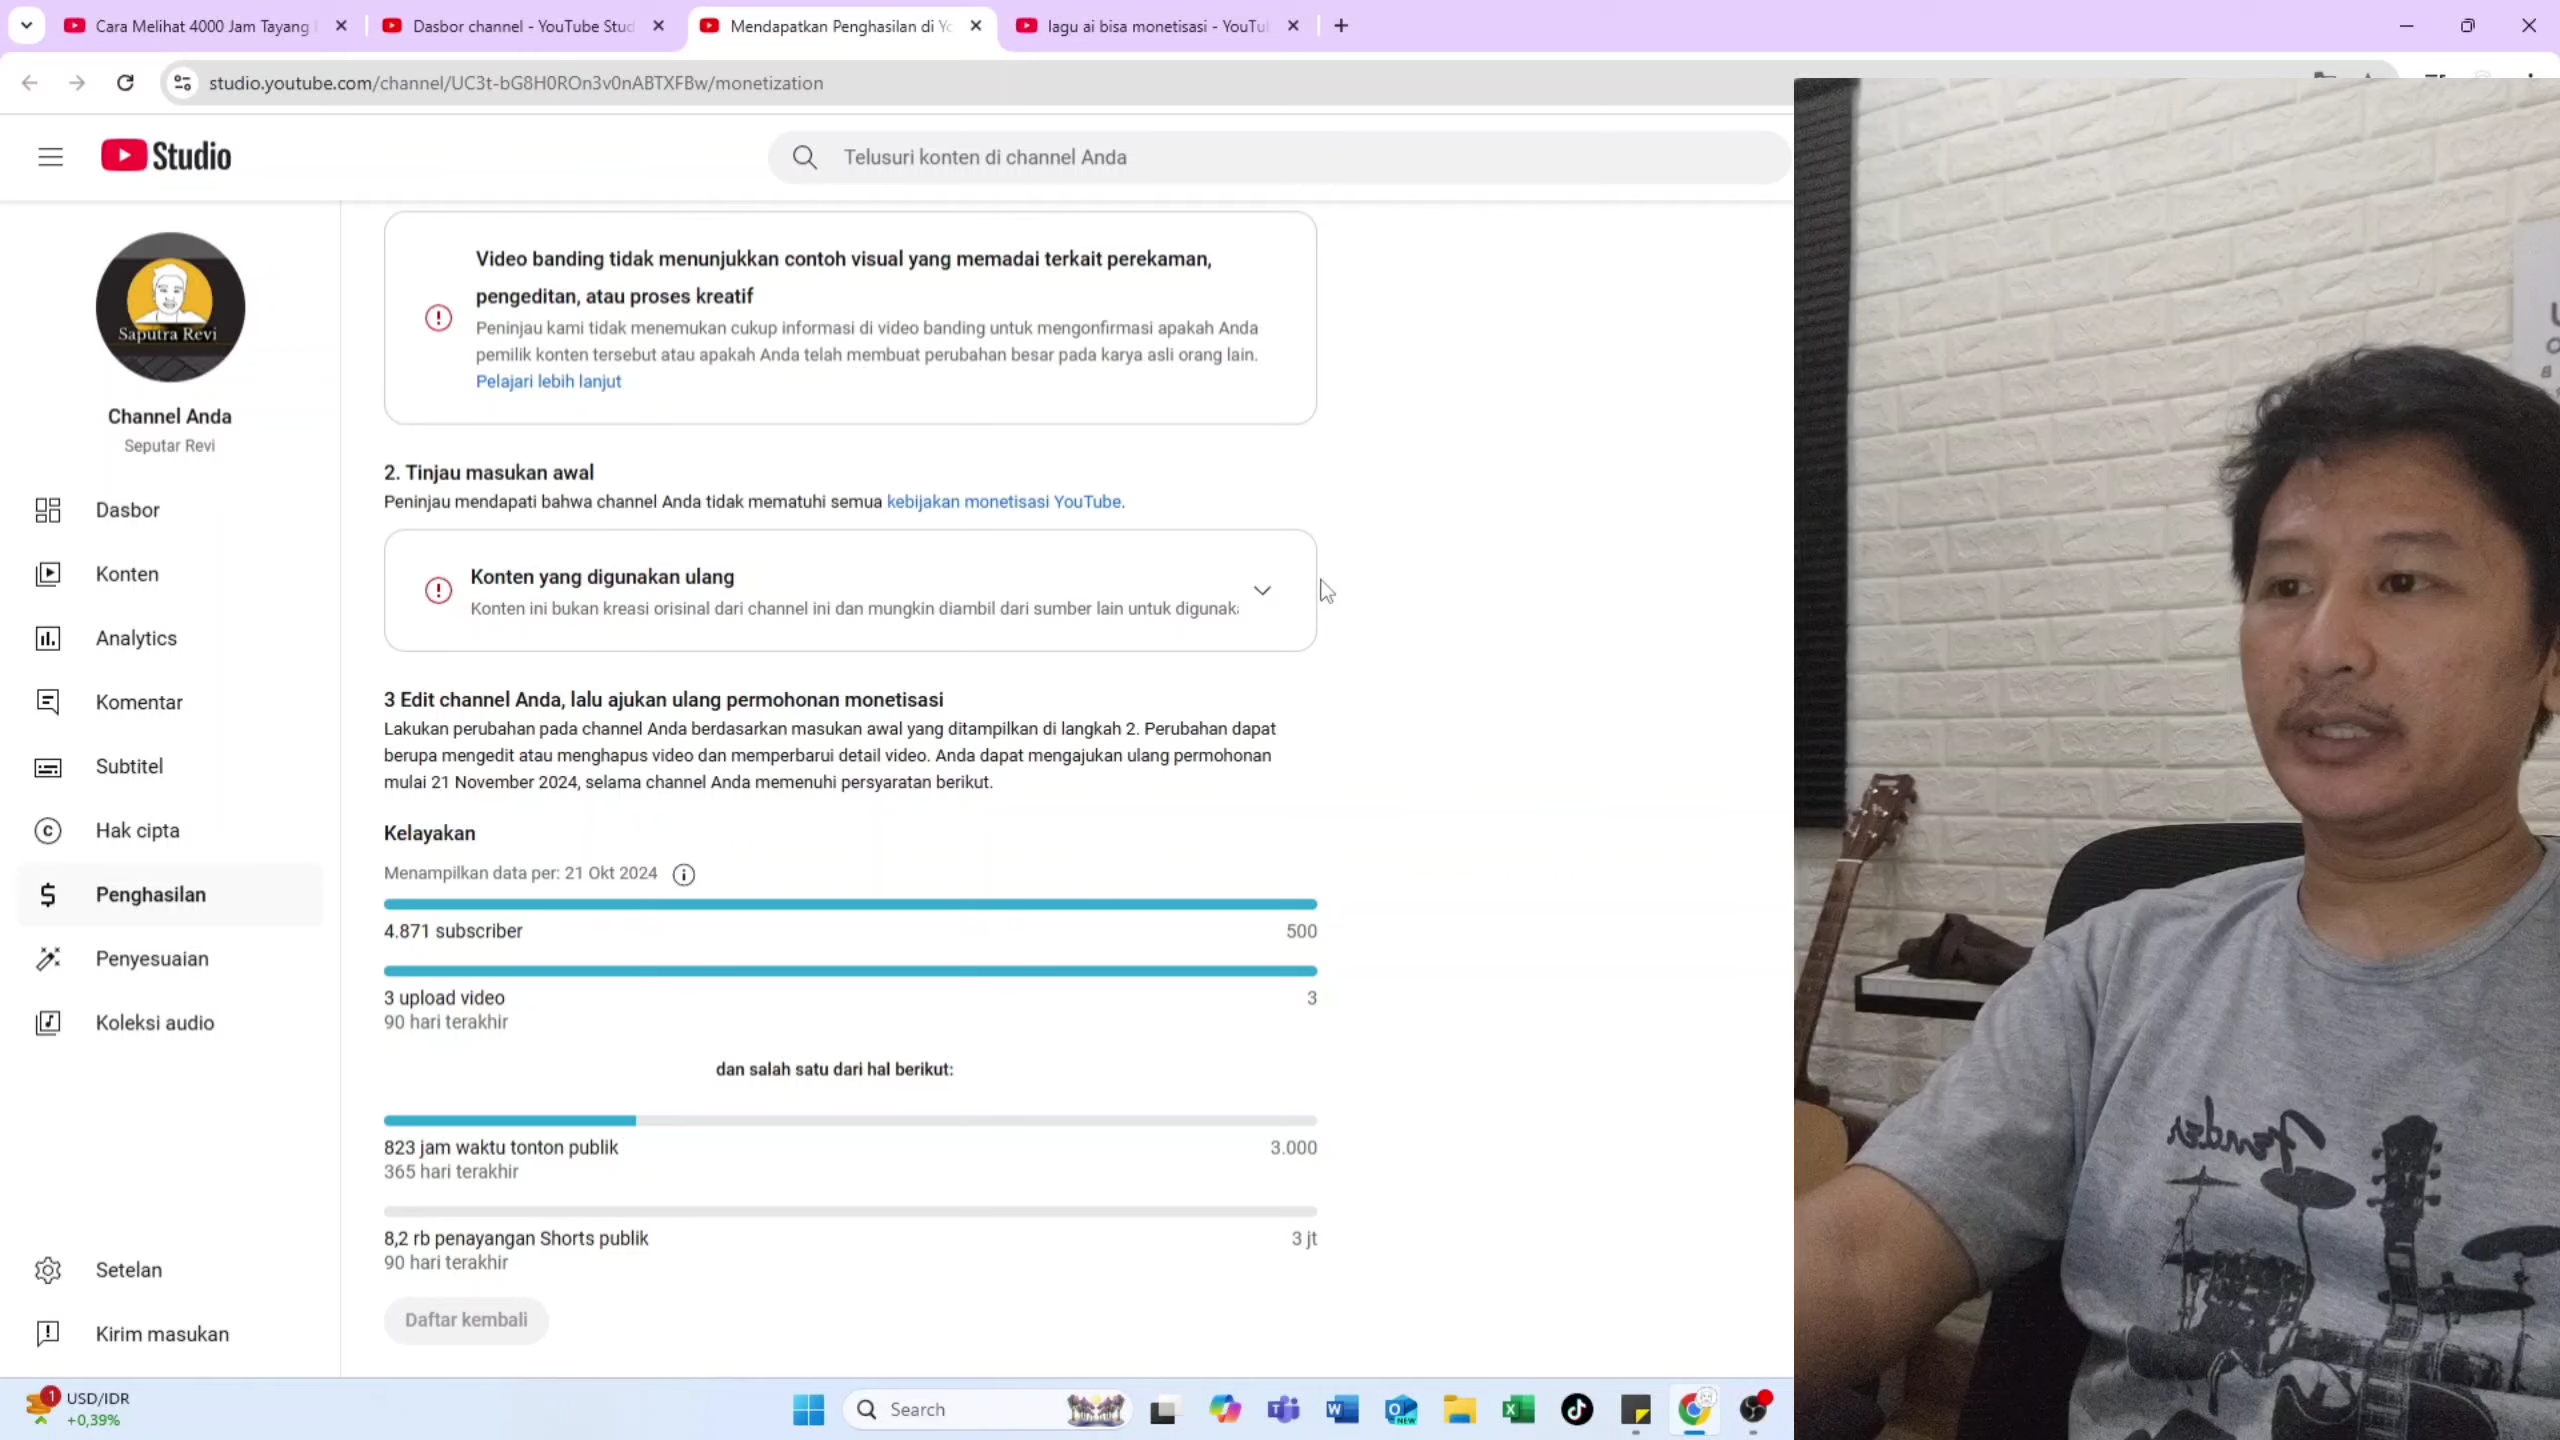 Cara Melihat 4000 Jam Tayang
Dasbor channel - YouTube Stud
Mendapatkan Penghasilan di Yo
lagu ai bisa monetisasi - YouTu
studio.youtube.com/channel/UC3t-bG8H0ROn3v0nABTXFBw/monetization
Studio
Telusuri konten di channel Anda
Saputra Revi
Channel Anda
Seputar Revi
Dasbor
Konten
Analytics
Komentar
Subtitel
Hak cipta
Penghasilan
Penyesuaian
Koleksi audio
Setelan
Kirim masukan
Video banding tidak menunjukkan contoh visual yang memadai terkait perekaman,
pengeditan, atau proses kreatif
Peninjau kami tidak menemukan cukup informasi di video banding untuk mengonfirmasi apakah Anda
pemilik konten tersebut atau apakah Anda telah membuat perubahan besar pada karya asli orang lain.
Pelajari lebih lanjut
2. Tinjau masukan awal
Peninjau mendapati bahwa channel Anda tidak mematuhi semua kebijakan monetisasi YouTube.
Konten yang digunakan ulang
Konten ini bukan kreasi orisinal dari channel ini dan mungkin diambil dari sumber lain untuk digunaka
3 Edit channel Anda, lalu ajukan ulang permohonan monetisasi
Lakukan perubahan pada channel Anda berdasarkan masukan awal yang ditampilkan di langkah 2. Perubahan dapat
berupa mengedit atau menghapus video dan memperbarui detail video. Anda dapat mengajukan ulang permohonan
mulai 21 November 2024, selama channel Anda memenuhi persyaratan berikut.
Kelayakan
Menampilkan data per: 21 Okt 2024
4.871 subscriber 500
3 upload video 3
90 hari terakhir
dan salah satu dari hal berikut:
823 jam waktu tonton publik 3.000
365 hari terakhir
8,2 rb penayangan Shorts publik 3 jt
90 hari terakhir
Daftar kembali
Fender
1 USD/IDR
+0,39%
Search
NEW